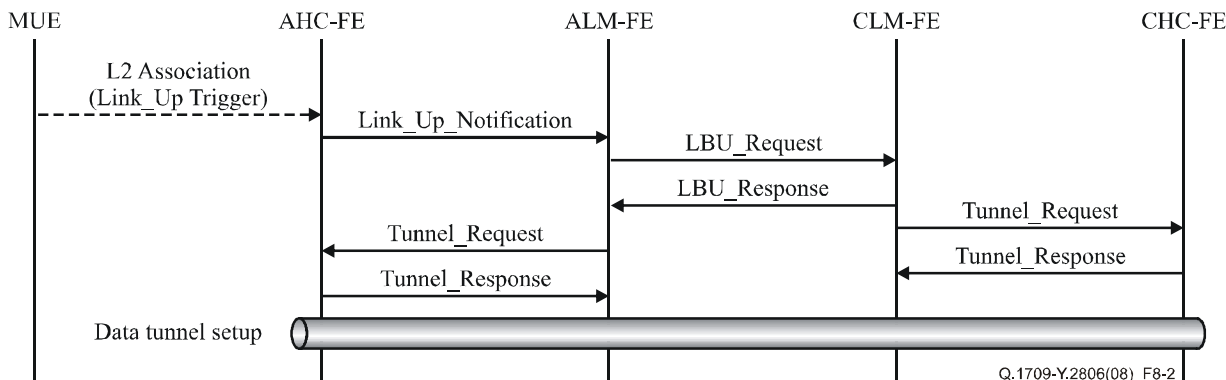 MUE
AHC-FE
ALM-FE
CLM-FE
CHC-FE
L2 Association
(Link_Up Trigger)
Link_Up_Notification
LBU_Request
LBU_Response
Tunnel_Request
Tunnel_Request
Tunnel_Response
Tunnel_Response
Data tunnel setup
Q.1709-Y.2806(08)_F8-2